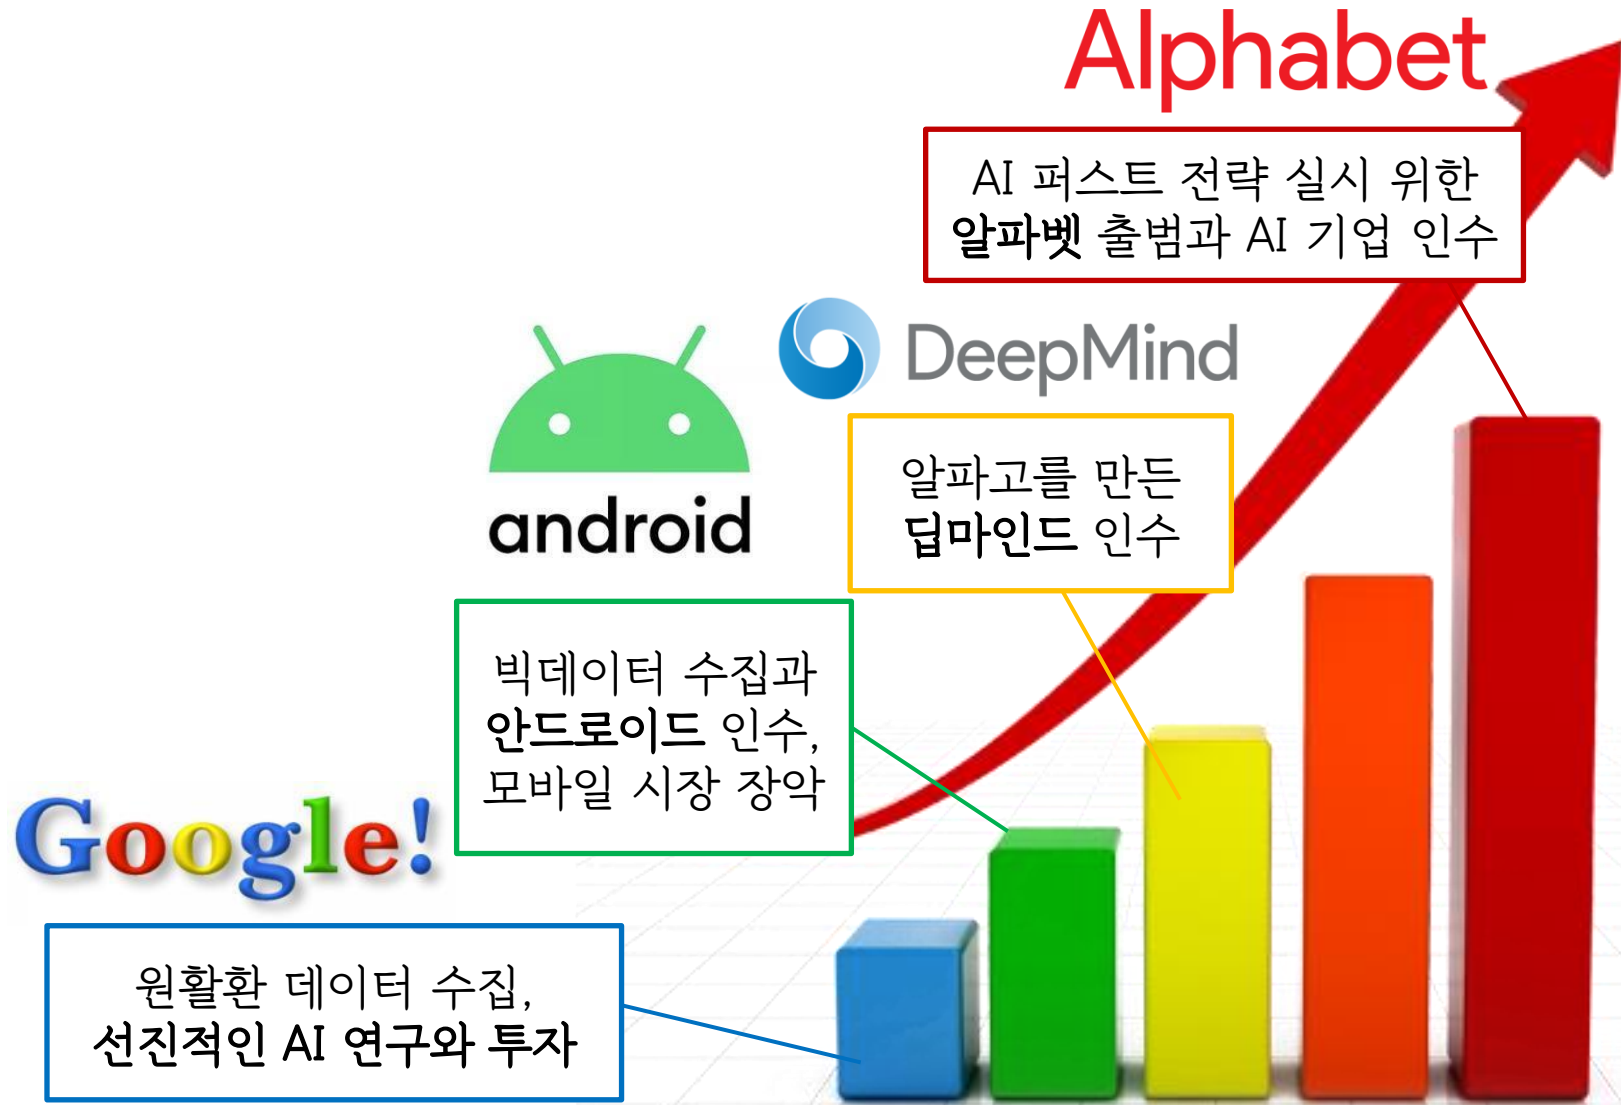 Alphabet
AI 퍼스트 전략 실시 위한
알파벳 출범과 AI 기업 인수
DeepMind
알파고를 만든
딥마인드 인수
android
빅데이터 수집과
안드로이드 인수,
모바일 시장 장악
Google!
원활환 데이터 수집,
선진적인 AI 연구와 투자